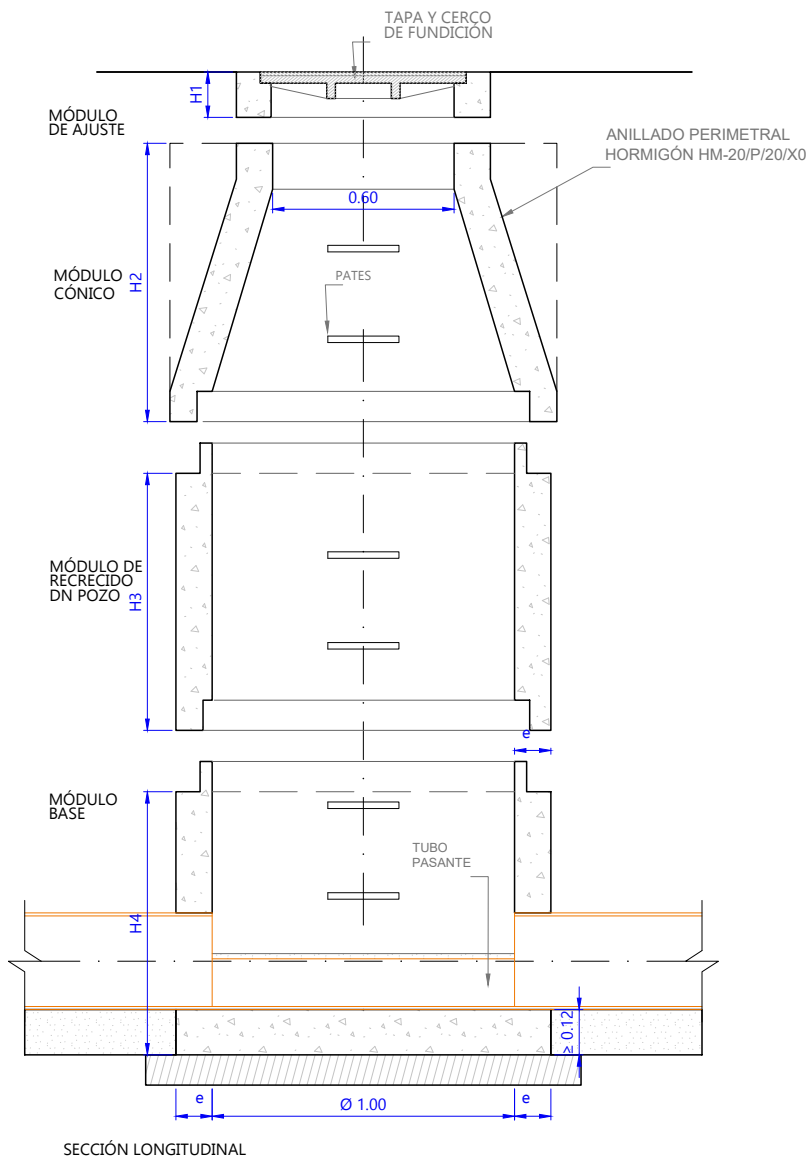 TAPA Y CERCO
DE FUNDICIÓN
H1
MÓDULO
DE AJUSTE
ANILLADO PERIMETRAL
HORMIGÓN HM-20/P/20/X0
0.60
H2
MÓDULO
CÓNICO
PATES
MÓDULO DE
RECRECIDO
DN POZO
H3
e
MÓDULO
BASE
TUBO
PASANTE
H4
≥ 0.12
e
Ø 1.00
e
SECCIÓN LONGITUDINAL